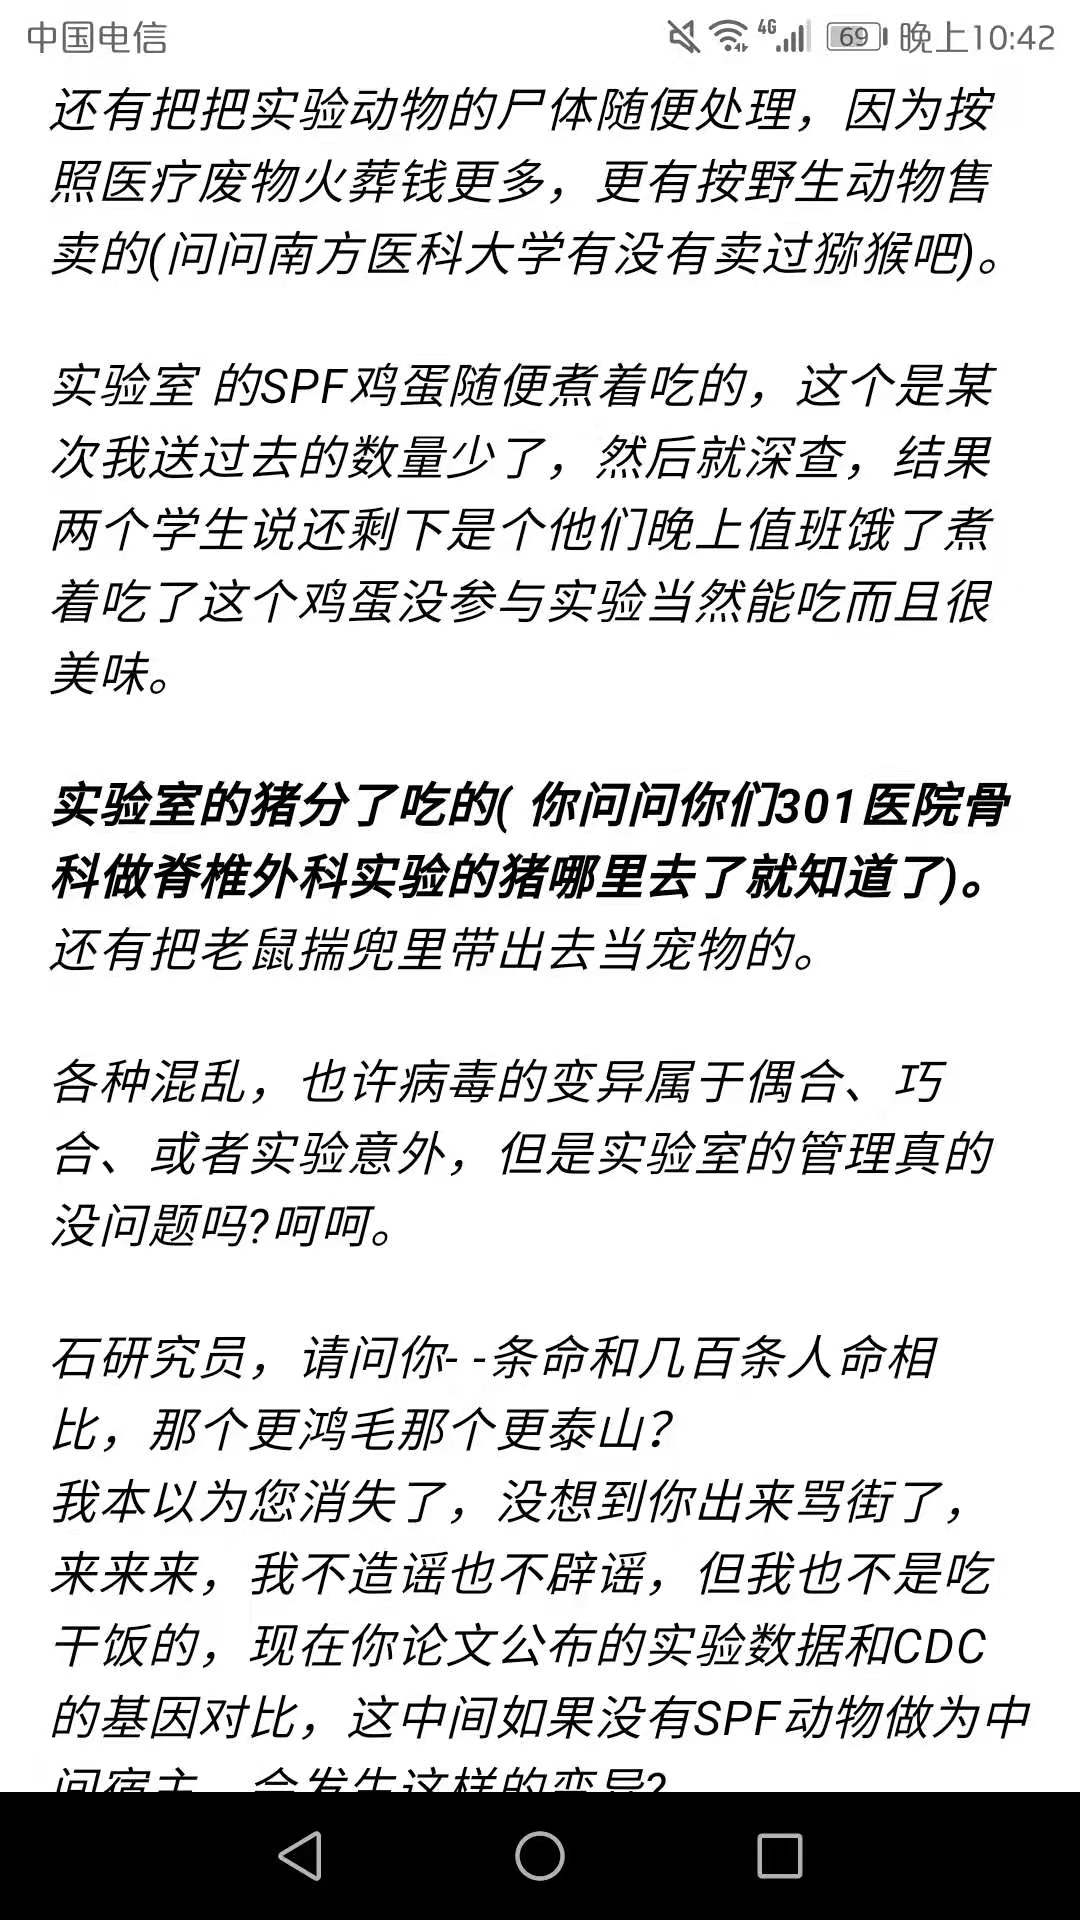 中国电信
4G
69
晚上10:42
还有把把实验动物的尸体随便处理，因为按
照医疗废物火葬钱更多，更有按野生动物售
卖的(问问南方医科大学有没有卖过猕猴吧)。
实验室 的SPF鸡蛋随便煮着吃的，这个是某
次我送过去的数量少了，然后就深查，结果
两个学生说还剩下是个他们晚上值班饿了煮
着吃了这个鸡蛋没参与实验当然能吃而且很
美味。
实验室的猪分了吃的( 你问问你们301医院骨
科做脊椎外科实验的猪哪里去了就知道了)。
还有把老鼠揣兜里带出去当宠物的。
各种混乱，也许病毒的变异属于偶合、巧
合、或者实验意外，但是实验室的管理真的
没问题吗?呵呵。
石研究员，请问你- -条命和几百条人命相
比，那个更鸿毛那个更泰山？
我本以为您消失了，没想到你出来骂街了，
来来来，我不造谣也不辟谣，但我也不是吃
干饭的，现在你论文公布的实验数据和CDC
的基因对比，这中间如果没有SPF动物做为中
间宿主，会发生这样的变异?